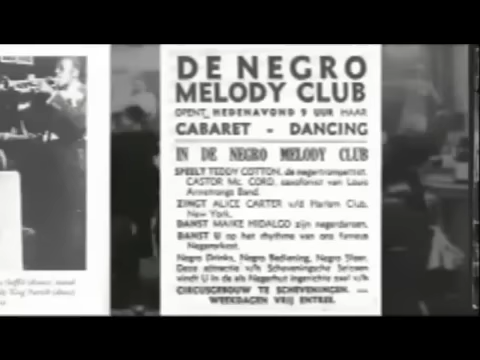 DE NEGRO
MELODY CLUB
OPENT HEDENAVOND 9 UUR HAAR
CABARET - DANCING
IN DE NEGRO MELODY CLUB
SPEELT TEDDY COTTON, de negertrompettist.
CASTOR Mc. CORD, saxofonist van Louis
Armstrongs Band.
ZINGT ALICE CARTER v/d Harlem Club,
New York.
DANST MAIKE HIDALGO zijn negerdansen.
DANST U op het rhythme van ons famous
Negerorkest.
Negro Drinks, Negro Bediening, Negro Sfeer.
Deze attractie v/h Scheveningsche Seizoen
vindt U in de als Negerhut ingerichte zaal v/h
CIRCUSGEBOUW TE SCHEVENINGEN. —
WEEKDAGEN VRIJ ENTREE.